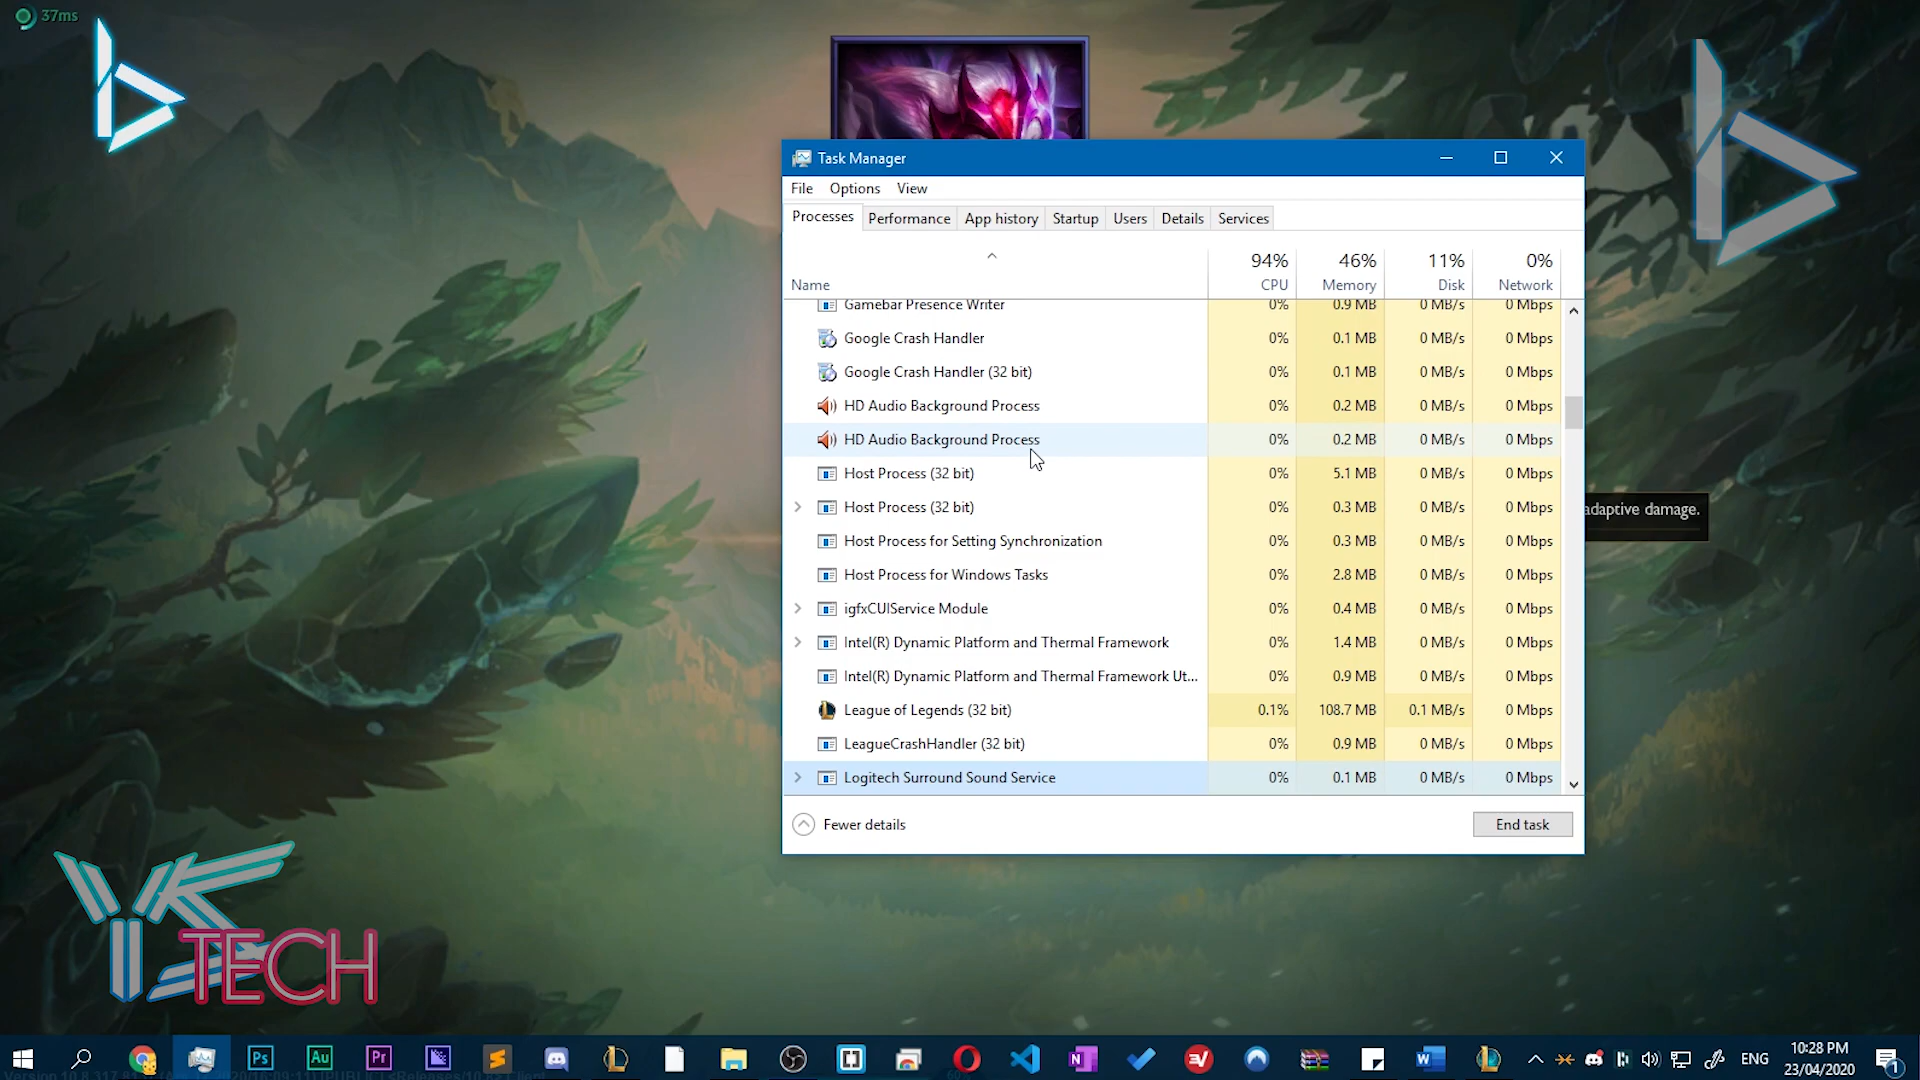 37ms
Task Manager
File Options View
Processes Performance App history Startup Users Details Services
94% 46% 11% 0%
Name CPU Memory Disk Network
Gamebar Presence Writer 0% 0.9 MB 0 MB/s 0 Mbps
Google Crash Handler 0% 0.1 MB 0 MB/s 0 Mbps
Google Crash Handler (32 bit) 0% 0.1 MB 0 MB/s 0 Mbps
HD Audio Background Process 0% 0.2 MB 0 MB/s 0 Mbps
HD Audio Background Process 0% 0.2 MB 0 MB/s 0 Mbps
Host Process (32 bit) 0% 5.1 MB 0 MB/s 0 Mbps
Host Process (32 bit) 0% 0.3 MB 0 MB/s 0 Mbps
adaptive damage.
Host Process for Setting Synchronization 0% 0.3 MB 0 MB/s 0 Mbps
Host Process for Windows Tasks 0% 2.8 MB 0 MB/s 0 Mbps
igfxCUIService Module 0% 0.4 MB 0 MB/s 0 Mbps
Intel(R) Dynamic Platform and Thermal Framework 0% 1.4 MB 0 MB/s 0 Mbps
Intel(R) Dynamic Platform and Thermal Framework Ut... 0% 0.9 MB 0 MB/s 0 Mbps
League of Legends (32 bit) 0.1% 108.7 MB 0.1 MB/s 0 Mbps
LeagueCrashHandler (32 bit) 0% 0.9 MB 0 MB/s 0 Mbps
Logitech Surround Sound Service 0% 0.1 MB 0 MB/s 0 Mbps
Fewer details End task
TECH
Ps Au Pr
ENG
10:28 PM
23/04/2020